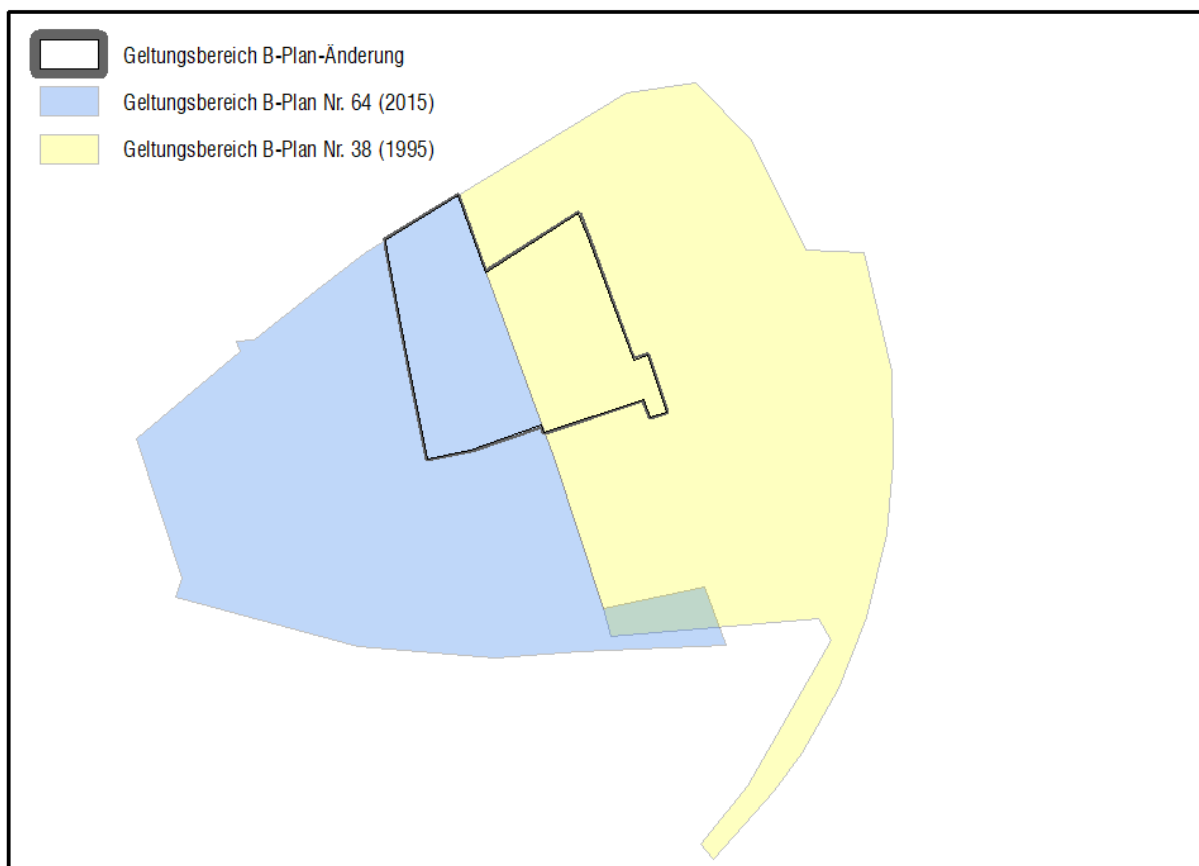 Geltungsbereich B-Plan-Änderung
Geltungsbereich B-Plan Nr. 64 (2015)
Geltungsbereich B-Plan Nr. 38 (1995)